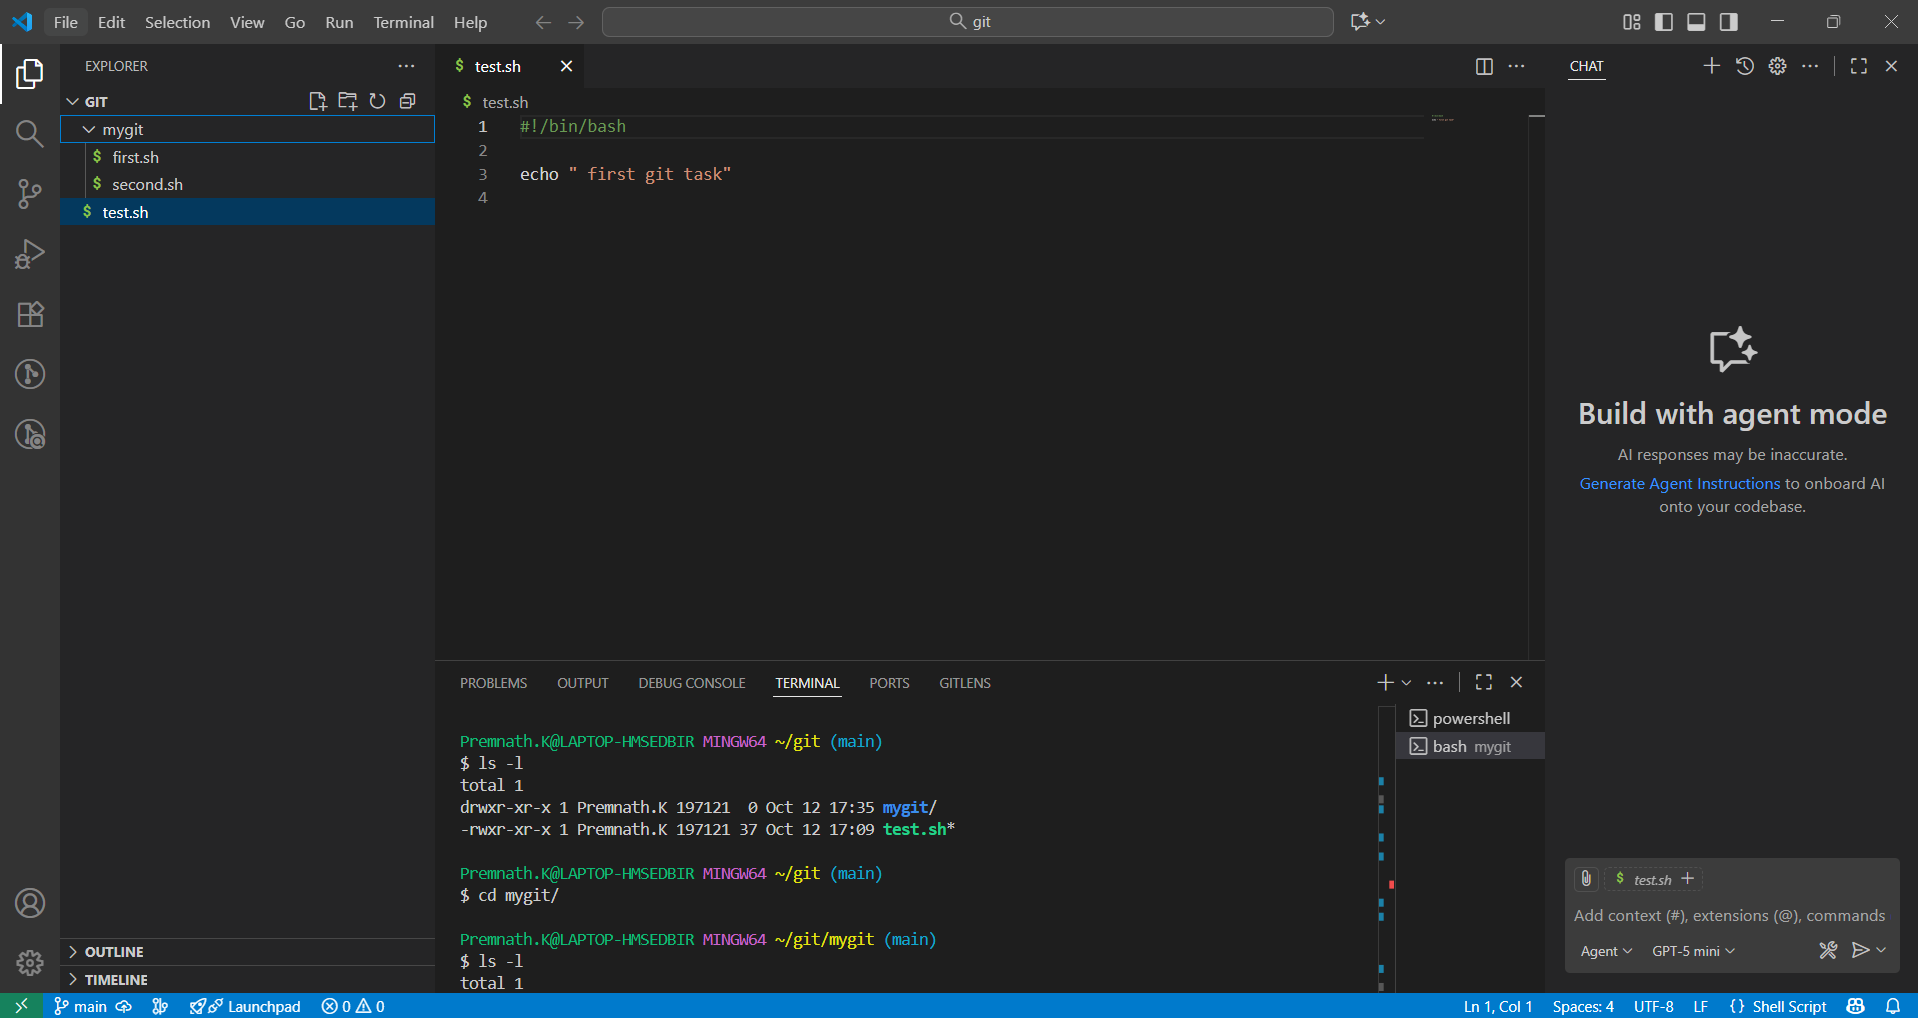 File Edit Selection View Go Run Terminal Help
git
EXPLORER
GIT
mygit
first.sh
second.sh
test.sh
OUTLINE
TIMELINE
$ test.sh
$ test.sh
1 #!/bin/bash
2
3 echo " first git task"
4
PROBLEMS OUTPUT DEBUG CONSOLE TERMINAL PORTS GITLENS
Premnath.K@LAPTOP-HMSEDBIR MINGW64 ~/git (main)
$ ls -l
total 1
drwxr-xr-x 1 Premnath.K 197121  0 Oct 12 17:35 mygit/
-rwxr-xr-x 1 Premnath.K 197121 37 Oct 12 17:09 test.sh*
Premnath.K@LAPTOP-HMSEDBIR MINGW64 ~/git (main)
$ cd mygit/
Premnath.K@LAPTOP-HMSEDBIR MINGW64 ~/git/mygit (main)
$ ls -l
total 1
powershell
bash mygit
CHAT
Build with agent mode
AI responses may be inaccurate.
Generate Agent Instructions to onboard AI
onto your codebase.
$ test.sh +
Add context (#), extensions (@), commands
Agent GPT-5 mini
main Launchpad 0 0 Ln 1, Col 1 Spaces: 4 UTF-8 LF {} Shell Script